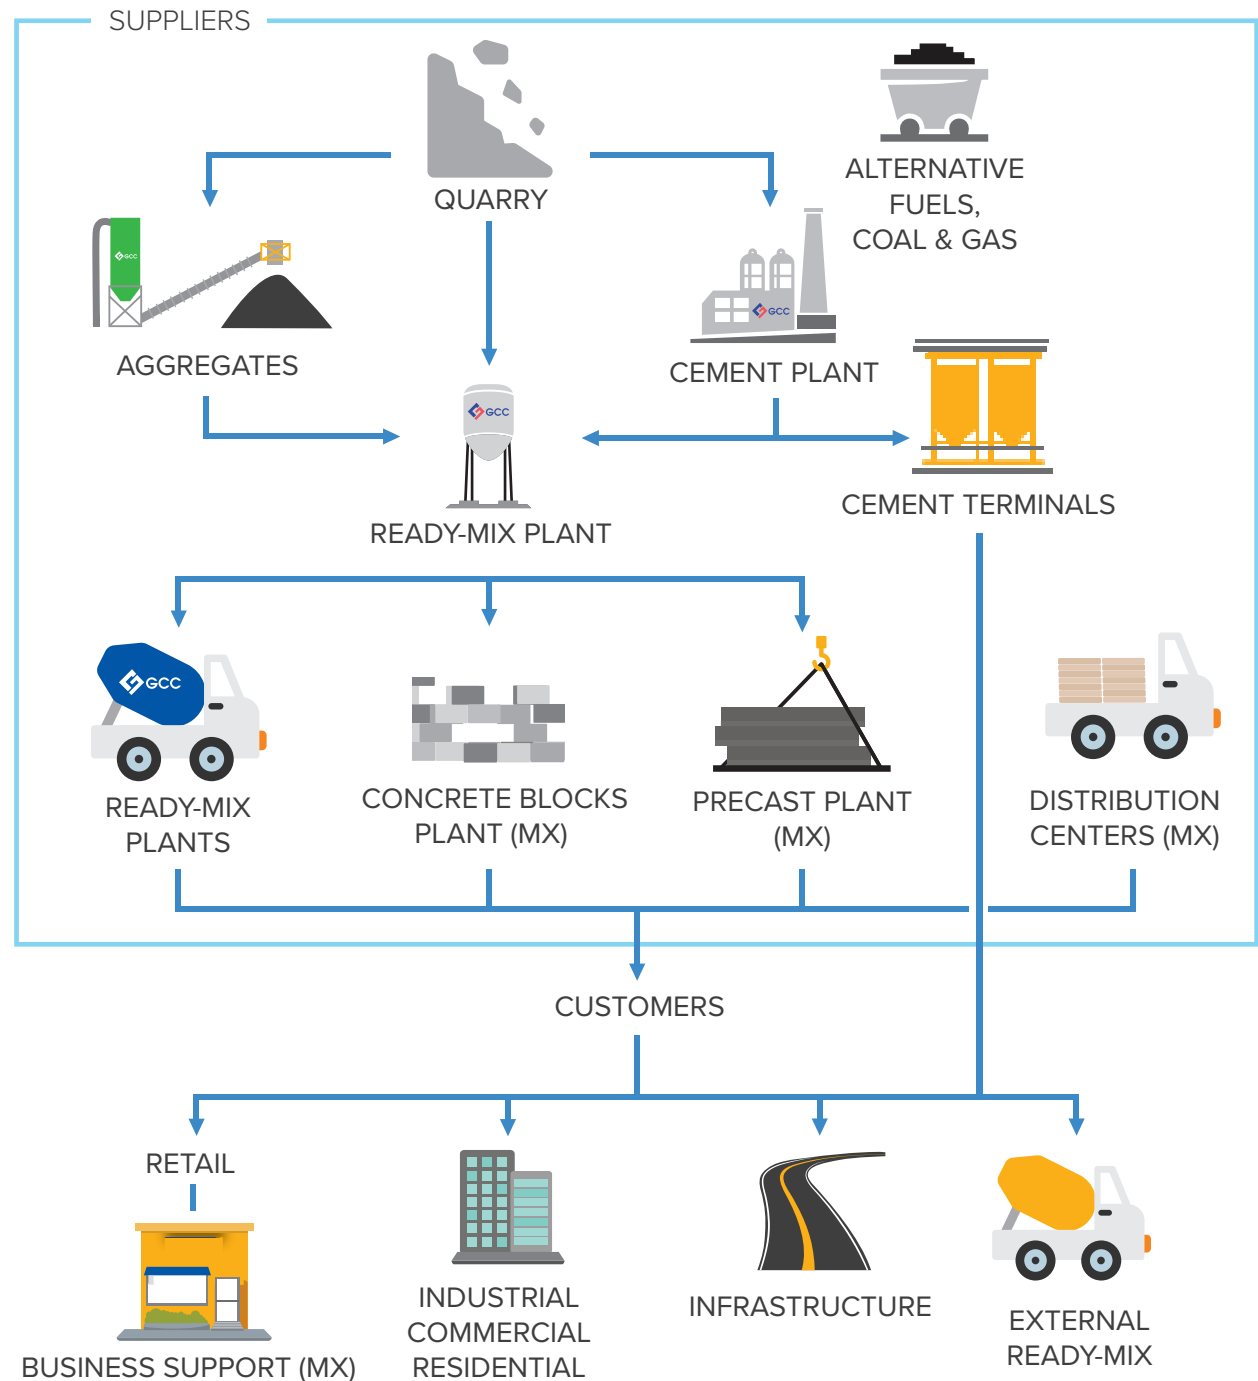 SUPPLIERS
QUARRY
ALTERNATIVE
FUELS,
COAL & GAS
GCC
AGGREGATES
GCC
CEMENT PLANT
GCC
READY-MIX PLANT
CEMENT TERMINALS
GCC
READY-MIX
PLANTS
CONCRETE BLOCKS
PLANT (MX)
PRECAST PLANT
(MX)
DISTRIBUTION
CENTERS (MX)
CUSTOMERS
RETAIL
BUSINESS SUPPORT (MX)
INDUSTRIAL
COMMERCIAL
RESIDENTIAL
INFRASTRUCTURE
EXTERNAL
READY-MIX